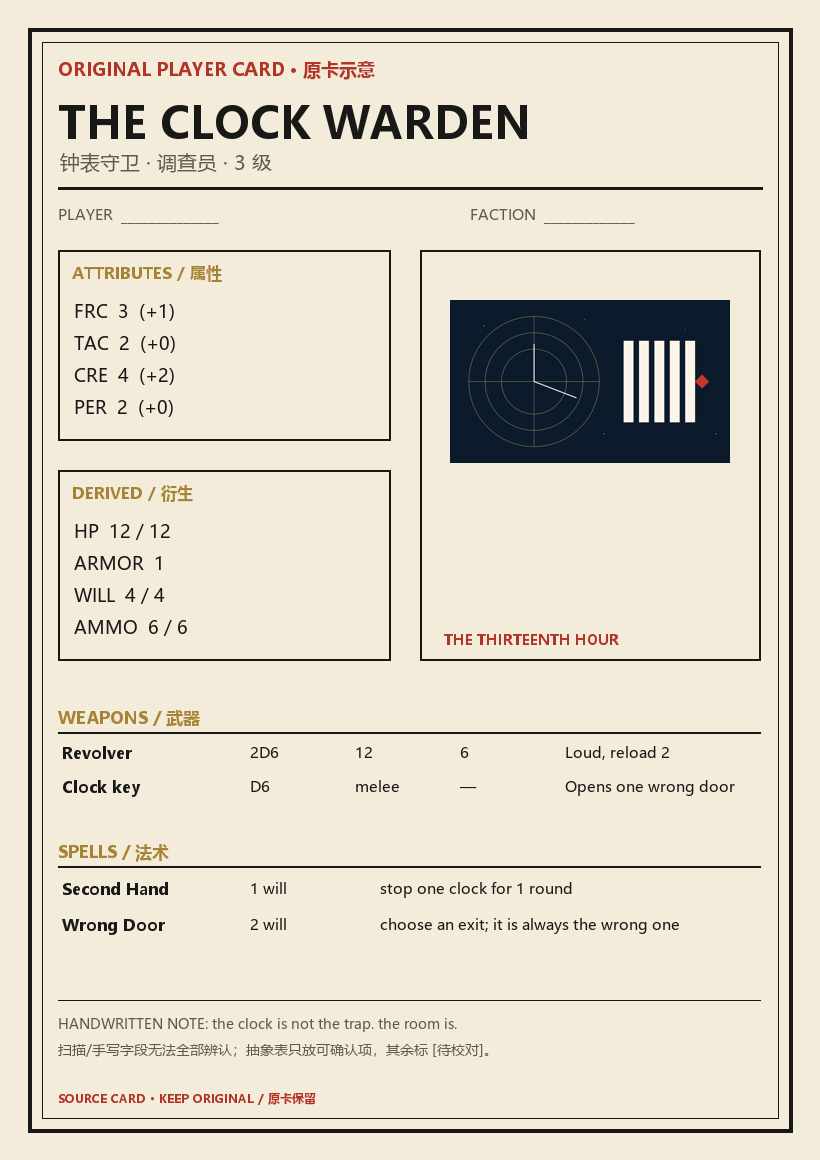 ORIGINAL PLAYER CARD • 原卡示意
THE CLOCK WARDEN
钟表守卫 · 调查员 · 3 级
PLAYER ______________
FACTION _____________
ATTRIBUTES / 属性
FRC 3 (+1)
TAC 2 (+0)
CRE 4 (+2)
PER 2 (+0)
DERIVED / 衍生
HP 12 / 12
ARMOR 1
WILL 4 / 4
AMMO 6 / 6
THE THIRTEENTH HOUR
WEAPONS / 武器
Revolver 2D6 12 6 Loud, reload 2
Clock key D6 melee — Opens one wrong door
SPELLS / 法术
Second Hand 1 will stop one clock for 1 round
Wrong Door 2 will choose an exit; it is always the wrong one
HANDWRITTEN NOTE: the clock is not the trap. the room is.
扫描/手写字段无法全部辨认；抽象表只放可确认项，其余标 [待校对]。
SOURCE CARD • KEEP ORIGINAL / 原卡保留